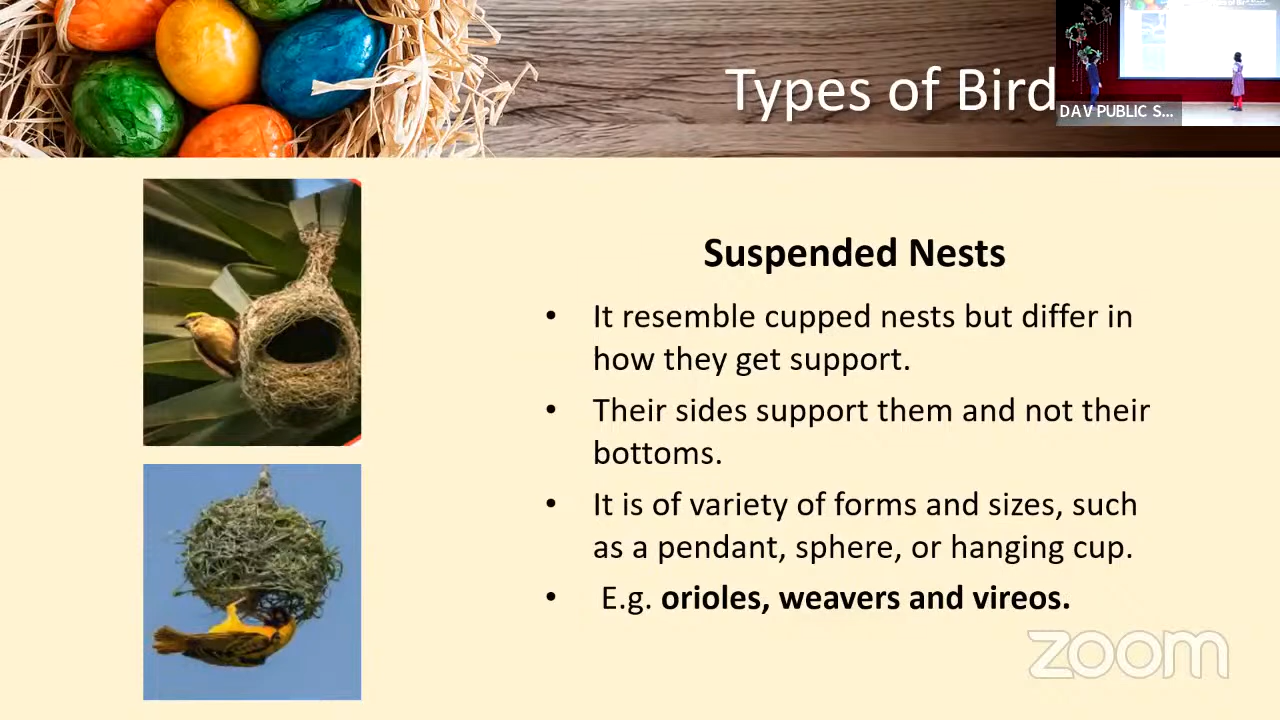 Types of Bird
DAV PUBLIC S...
Suspended Nests
• It resemble cupped nests but differ in
how they get support.
• Their sides support them and not their
bottoms.
• It is of variety of forms and sizes, such
as a pendant, sphere, or hanging cup.
• E.g. orioles, weavers and vireos.
zoom